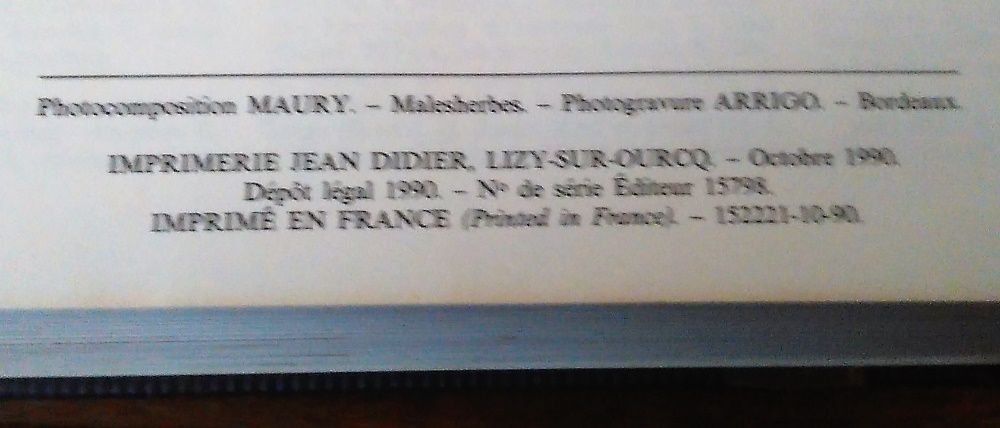 Photocomposition MAURY. – Malesherbes. – Photogravure ARRIGO. – Bordeaux.
IMPRIMERIE JEAN DIDIER, LIZY-SUR-OURCQ. – Octobre 1990.
Dépôt légal 1990. – Nº de série Éditeur 15798.
IMPRIMÉ EN FRANCE (Printed in France). – 152221-10-90.